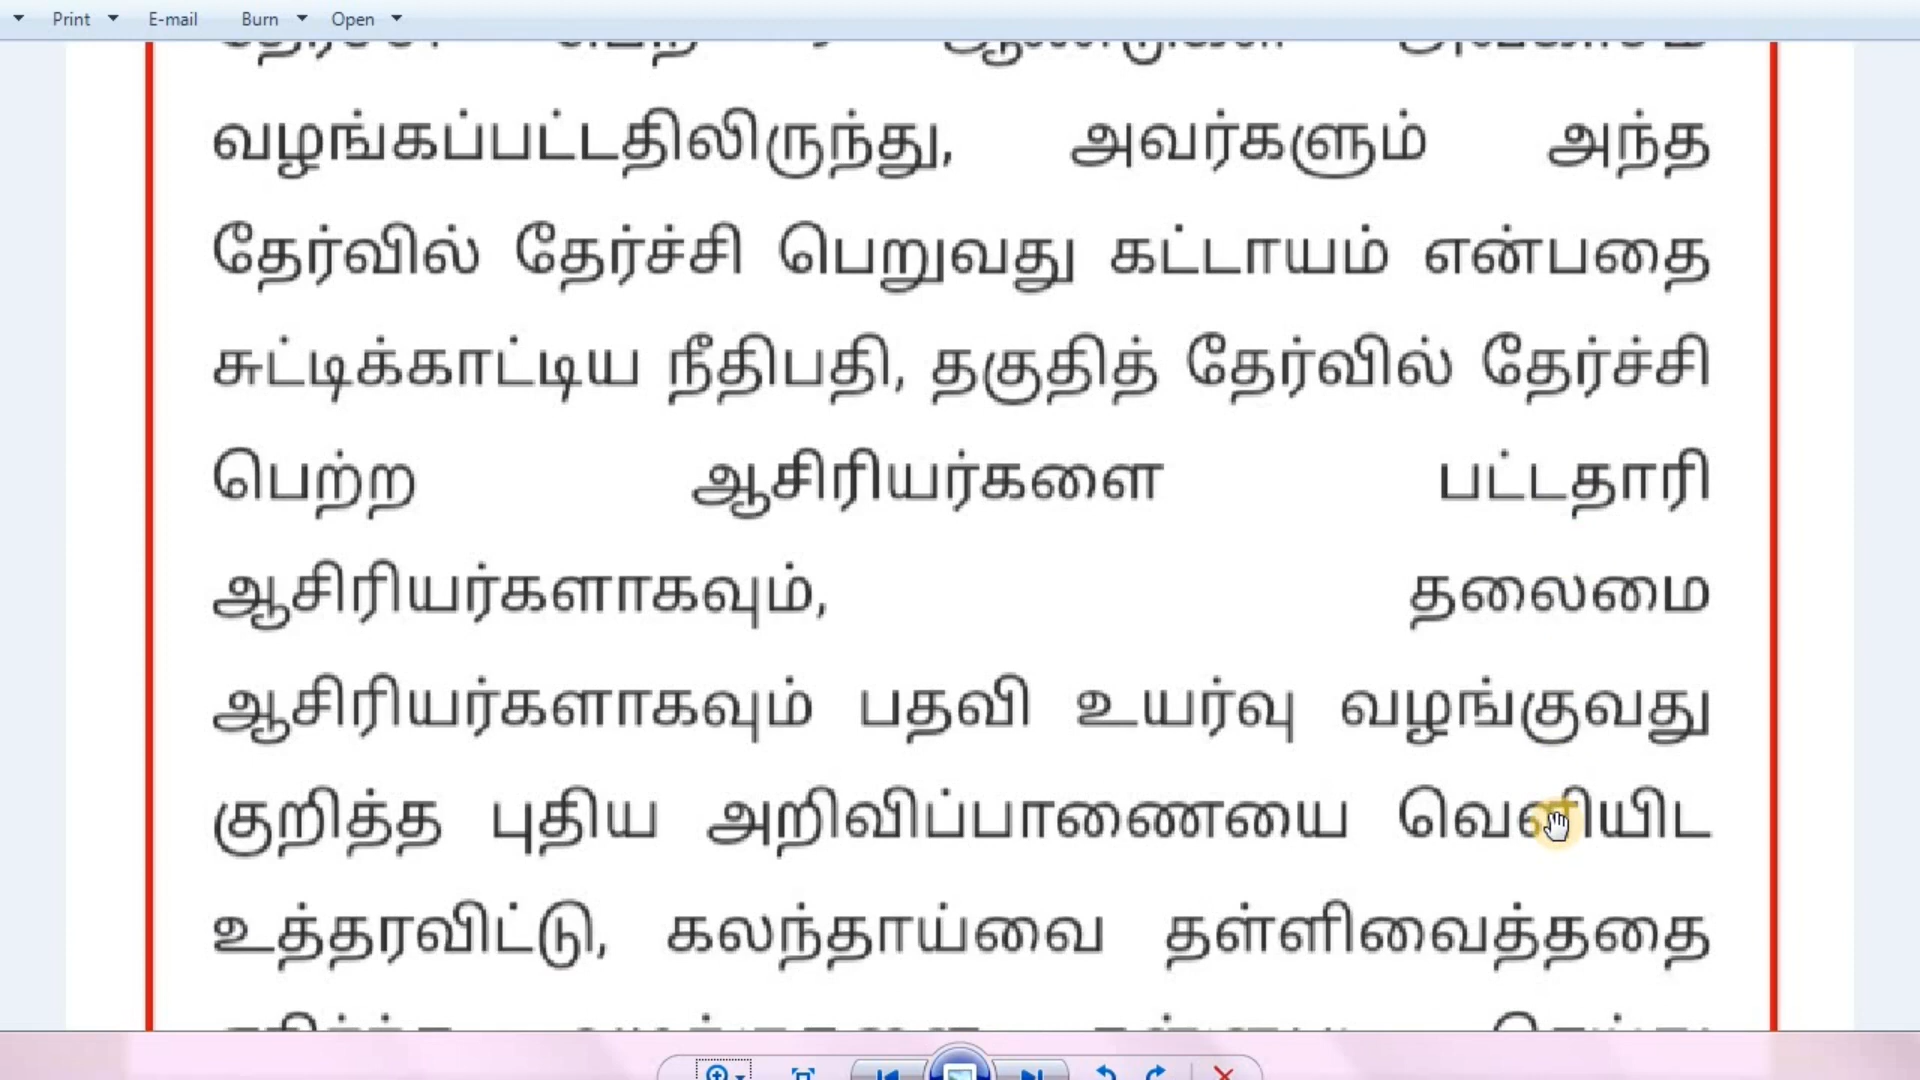 Print E-mail Burn Open
வழங்கப்பட்டதிலிருந்து, அவர்களும் அந்த
தேர்வில் தேர்ச்சி பெறுவது கட்டாயம் என்பதை
சுட்டிக்காட்டிய நீதிபதி, தகுதித் தேர்வில் தேர்ச்சி
பெற்ற ஆசிரியர்களை பட்டதாரி
ஆசிரியர்களாகவும், தலைமை
ஆசிரியர்களாகவும் பதவி உயர்வு வழங்குவது
குறித்த புதிய அறிவிப்பாணையை வெளியிட
உத்தரவிட்டு, கலந்தாய்வை தள்ளிவைத்ததை